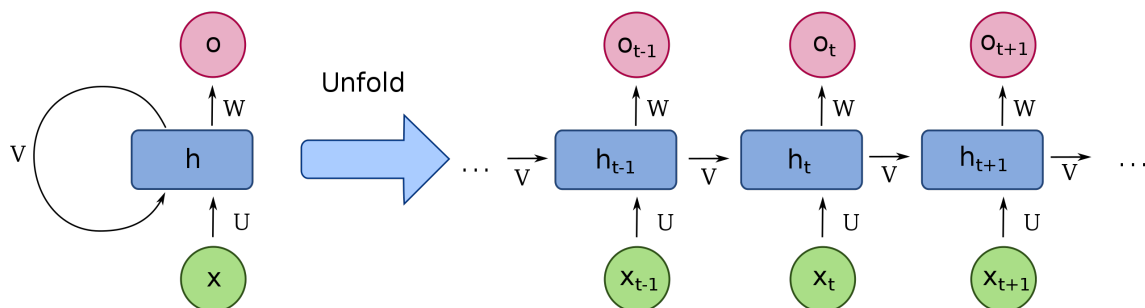 o
W
V
h
U
x
Unfold
...
V
o_{t-1}
W
h_{t-1}
U
x_{t-1}
V
o_t
W
h_t
U
x_t
V
o_{t+1}
W
h_{t+1}
U
x_{t+1}
V
...